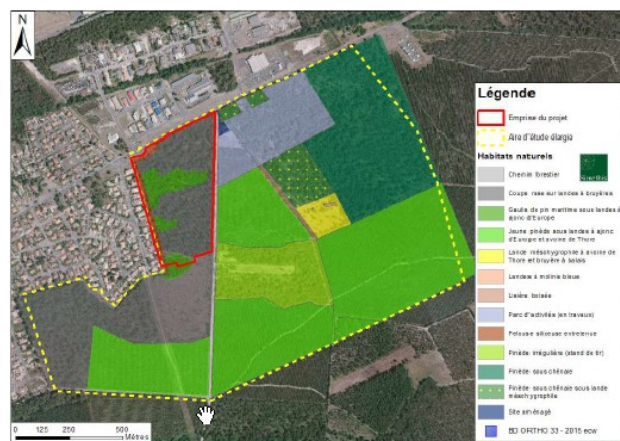 N
Légende
Emprise du projet
Aire d'étude élargie
Habitats naturels
Chemin forestier
Coupe rase sur landes à bruyères
Gaulis de pin maritime sous landes à
ajonc d'Europe
Jeune pinède sous landes à ajonc
d'Europe et avoine de Thore
Lande mésohygrophile à avoine de
Thore et bruyère à balais
Landes à molinie bleue
Lisière boisée
Parc d'activités (en travaux)
Pelouse siliceuse entretenue
Pinède irrégulière (stand de tir)
Pinède sous chênaie
Pinède sous chênaie sous lande
mésohygrophile
Site aménagé
BD ORTHO 33 - 2015 ecw
0 125 250 500
Mètres